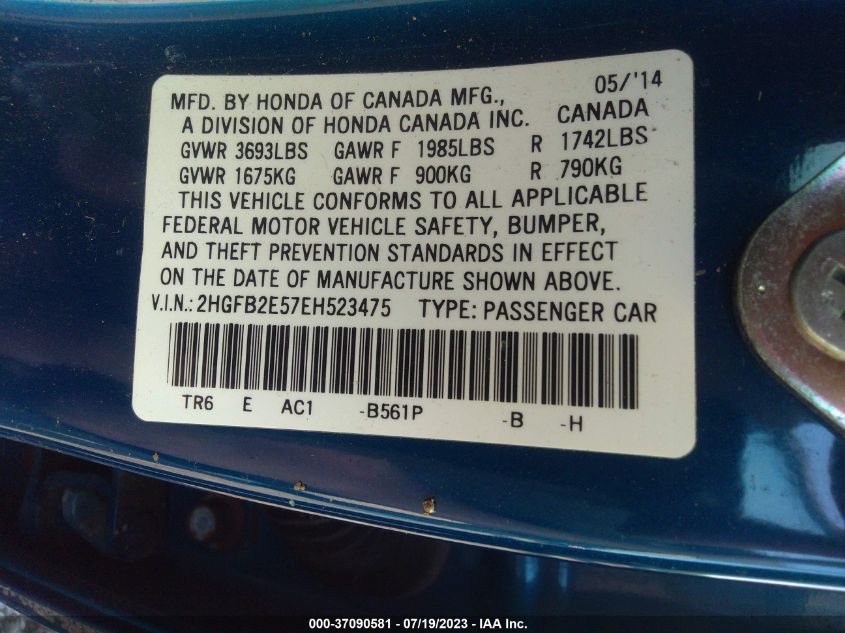 05/'14
MFD. BY HONDA OF CANADA MFG.,
A DIVISION OF HONDA CANADA INC. CANADA
GVWR 3693LBS GAWR F 1985LBS R 1742LBS
GVWR 1675KG GAWR F 900KG R 790KG
THIS VEHICLE CONFORMS TO ALL APPLICABLE
FEDERAL MOTOR VEHICLE SAFETY, BUMPER,
AND THEFT PREVENTION STANDARDS IN EFFECT
ON THE DATE OF MANUFACTURE SHOWN ABOVE.
V.I.N.: 2HGFB2E57EH523475 TYPE: PASSENGER CAR
TR6 E AC1 -B561P -B -H
000-37090581 - 07/19/2023 - IAA Inc.